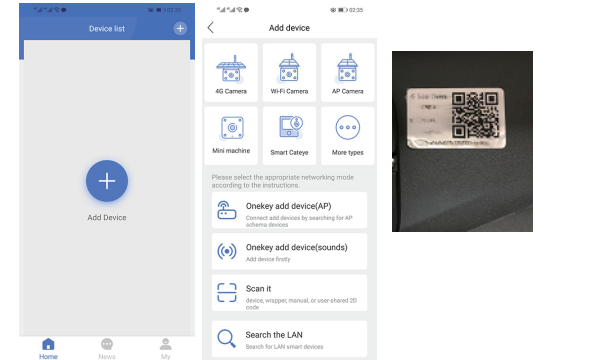 02:35
Device list
Add Device
Home
News
My
02:35
Add device
4G Camera
Wi-Fi Camera
AP Camera
Mini machine
Smart Cateye
More types
Please select the appropriate networking mode
according to the instructions.
Onekey add device(AP)
Connect add devices by searching for AP
schema devices
Onekey add device(sounds)
Add device firstly
Scan it
device, wrapper, manual, or user-shared 2D
code
Search the LAN
Search for LAN smart devices